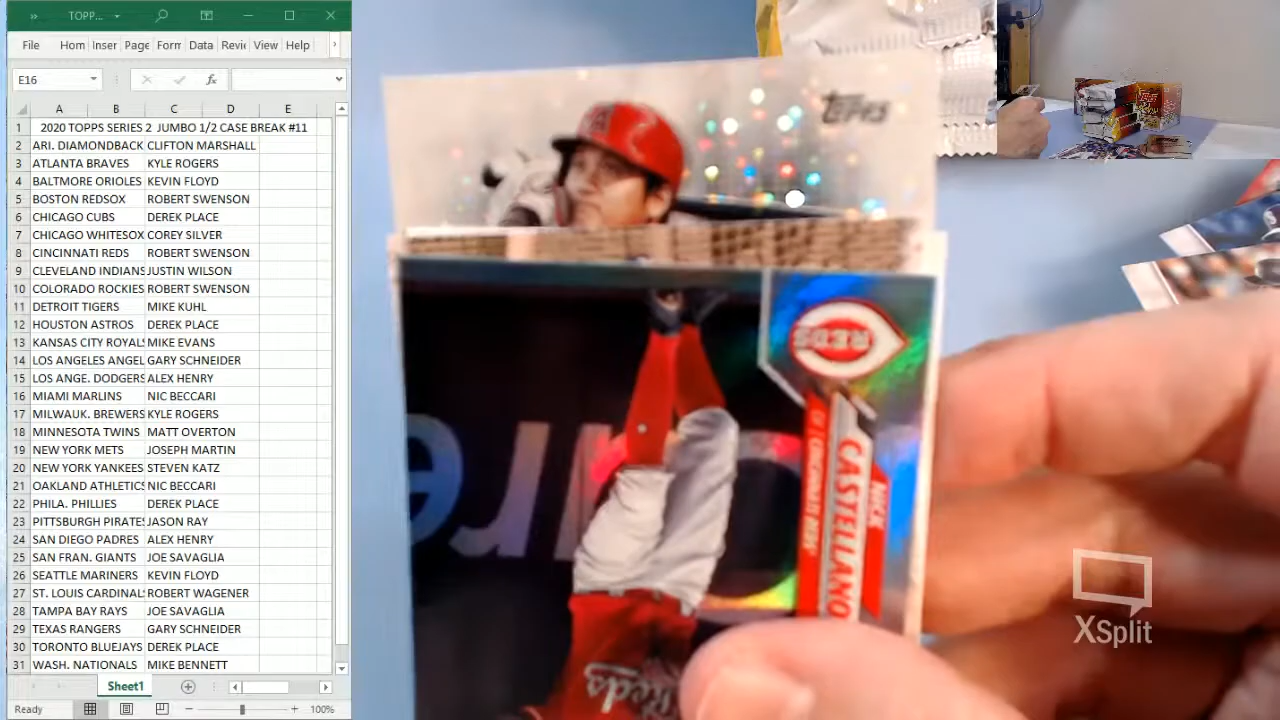 TOPP...
File Hom Inser Page Form Data Revie View Help
E16 fx
A B C D E
1 2020 TOPPS SERIES 2 JUMBO 1/2 CASE BREAK #11
2 ARI. DIAMONDBACK CLIFTON MARSHALL
3 ATLANTA BRAVES KYLE ROGERS
4 BALTMORE ORIOLES KEVIN FLOYD
5 BOSTON REDSOX ROBERT SWENSON
6 CHICAGO CUBS DEREK PLACE
7 CHICAGO WHITESOX COREY SILVER
8 CINCINNATI REDS ROBERT SWENSON
9 CLEVELAND INDIANS JUSTIN WILSON
10 COLORADO ROCKIES ROBERT SWENSON
11 DETROIT TIGERS MIKE KUHL
12 HOUSTON ASTROS DEREK PLACE
13 KANSAS CITY ROYAL MIKE EVANS
14 LOS ANGELES ANGEL GARY SCHNEIDER
15 LOS ANGE. DODGERS ALEX HENRY
16 MIAMI MARLINS NIC BECCARI
17 MILWAUK. BREWERS KYLE ROGERS
18 MINNESOTA TWINS MATT OVERTON
19 NEW YORK METS JOSEPH MARTIN
20 NEW YORK YANKEES STEVEN KATZ
21 OAKLAND ATHLETICS NIC BECCARI
22 PHILA. PHILLIES DEREK PLACE
23 PITTSBURGH PIRATE JASON RAY
24 SAN DIEGO PADRES ALEX HENRY
25 SAN FRAN. GIANTS JOE SAVAGLIA
26 SEATTLE MARINERS KEVIN FLOYD
27 ST. LOUIS CARDINAL ROBERT WAGENER
28 TAMPA BAY RAYS JOE SAVAGLIA
29 TEXAS RANGERS GARY SCHNEIDER
30 TORONTO BLUEJAYS DEREK PLACE
31 WASH. NATIONALS MIKE BENNETT
Sheet1
Ready 100%
TOPPS
REDS
NICK
CASTELLANO
CINCINNATI REDS
Reds
XSplit